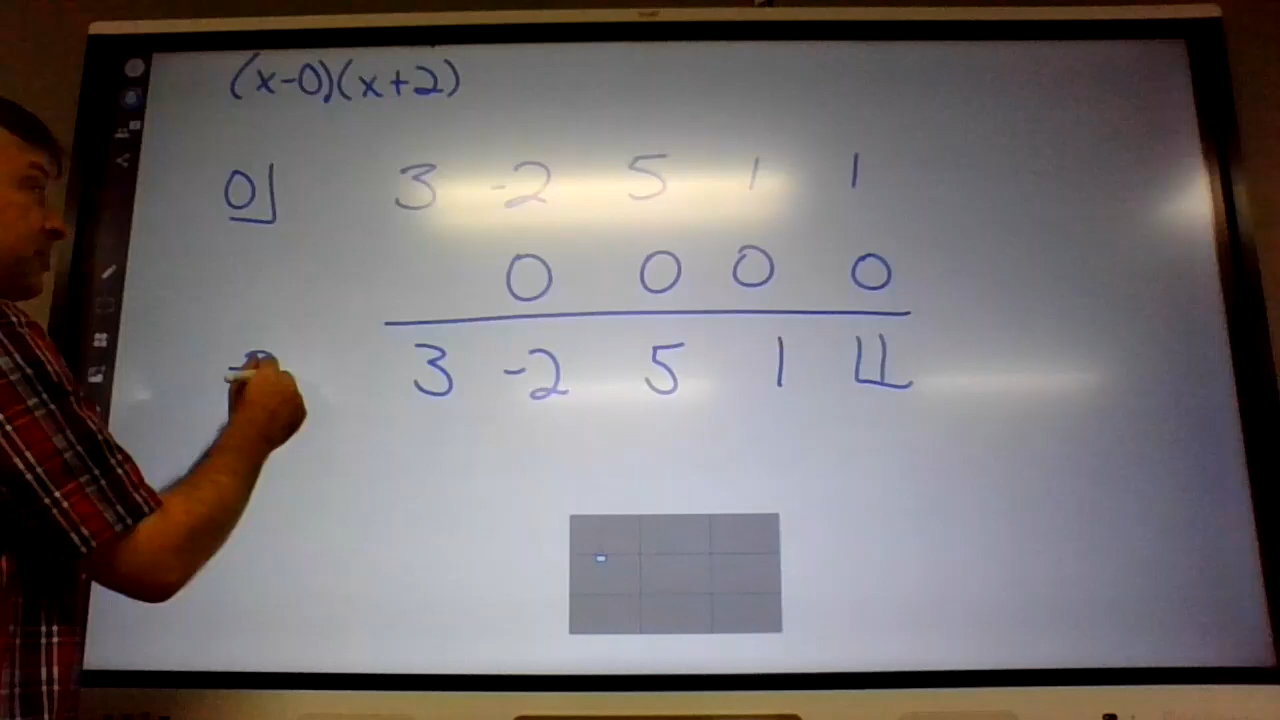 (x-0)(x+2)
0 3 -2 5 1 1
0 0 0 0
3 -2 5 1 1